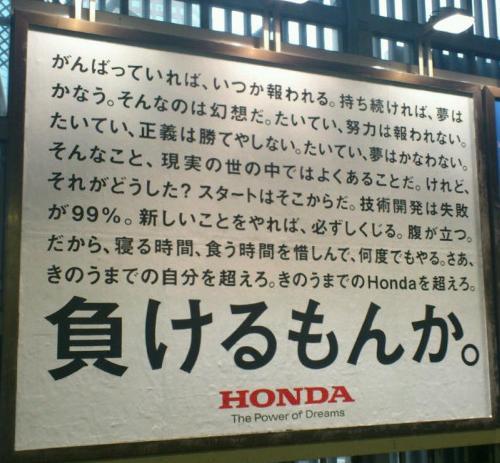 がんばっていれば、いつか報われる。持ち続ければ、夢は
かなう。そんなのは幻想だ。たいてい、努力は報われない。
たいてい、正義は勝てやしない。たいてい、夢はかなわない。
そんなこと、現実の世の中ではよくあることだ。けれど、
それがどうした？スタートはそこからだ。技術開発は失敗
が99％。新しいことをやれば、必ずしくじる。腹が立つ。
だから、寝る時間、食う時間を惜しんで、何度でもやる。さあ、
きのうまでの自分を超えろ。きのうまでのHondaを超えろ。
負けるもんか。
HONDA
The Power of Dreams